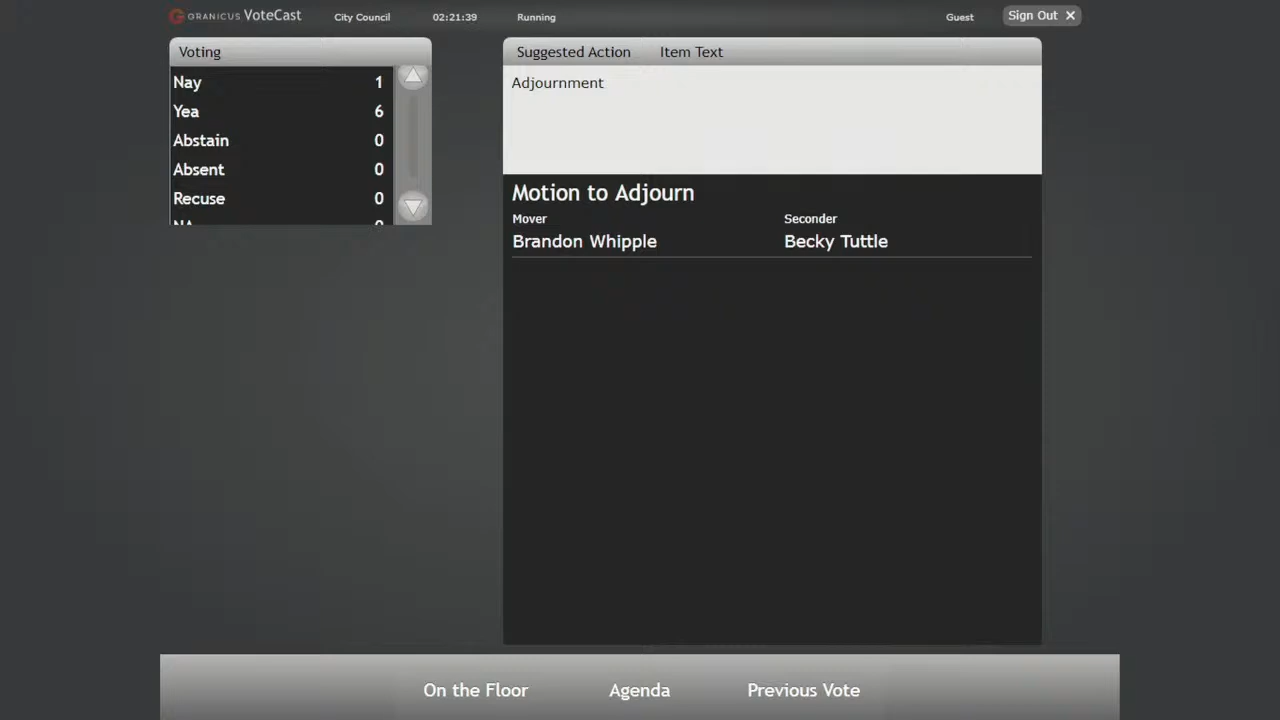 GRANICUS VoteCast City Council 02:21:39 Running Guest Sign Out ✕
Voting
Nay 1
Yea 6
Abstain 0
Absent 0
Recuse 0
Suggested Action Item Text
Adjournment
Motion to Adjourn
Mover Seconder
Brandon Whipple Becky Tuttle
On the Floor Agenda Previous Vote